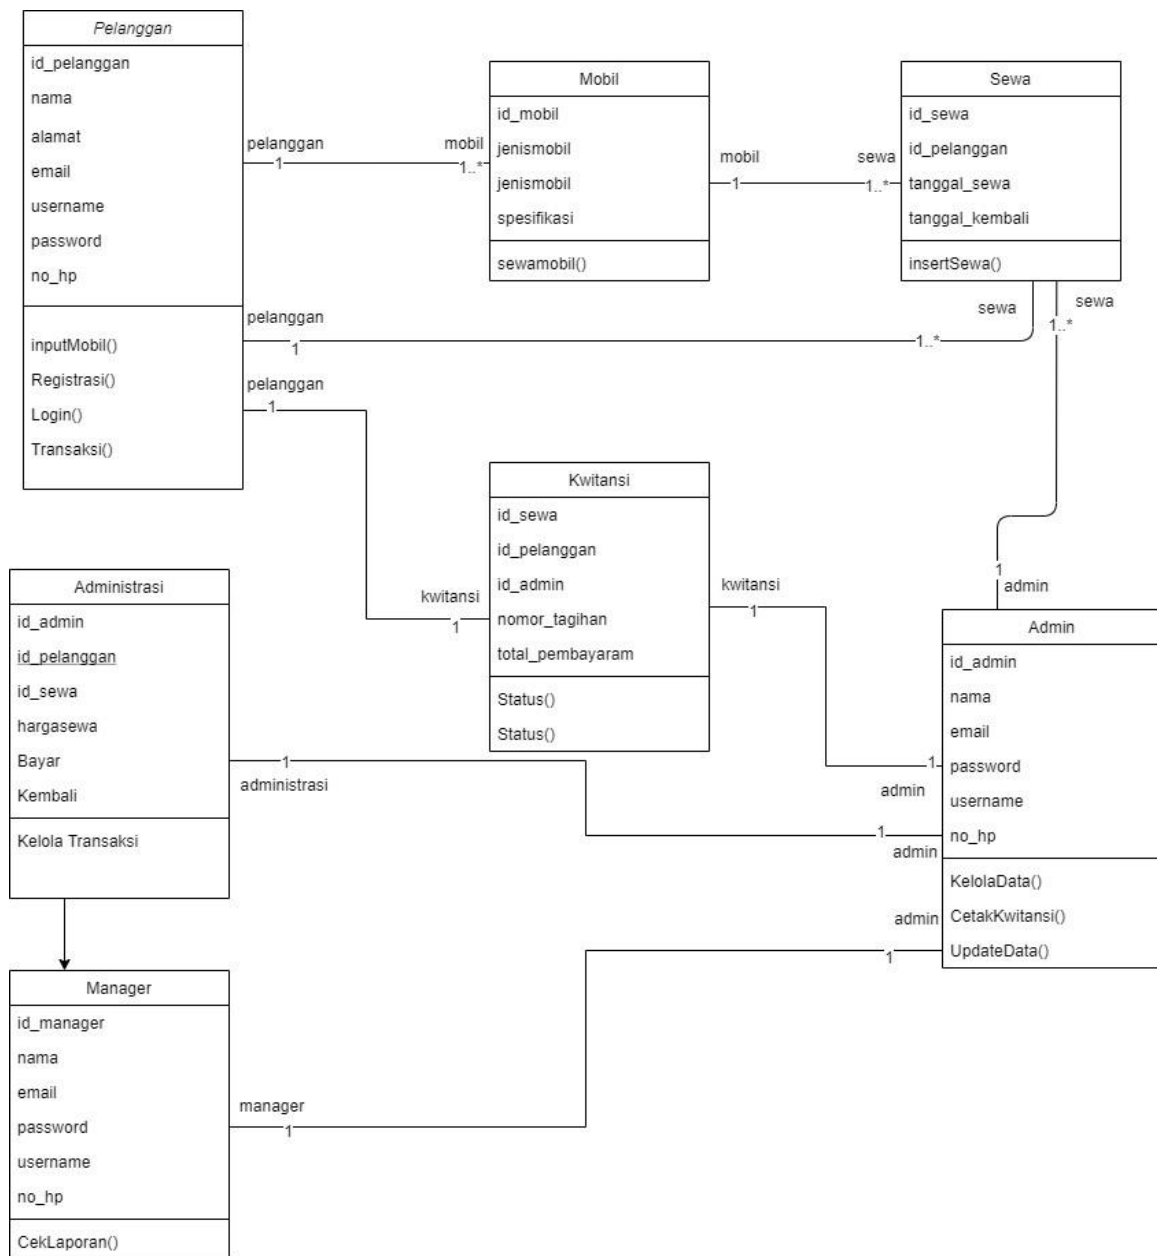 Pelanggan
id_pelanggan
nama
alamat
email
username
password
no_hp
inputMobil()
Registrasi()
Login()
Transaksi()
pelanggan
1
mobil
1..*
Mobil
id_mobil
jenismobil
jenismobil
spesifikasi
sewamobil()
mobil
1
sewa
1..*
Sewa
id_sewa
id_pelanggan
tanggal_sewa
tanggal_kembali
insertSewa()
pelanggan
1
sewa
1..*
sewa
1..*
pelanggan
1
kwitansi
1
Kwitansi
id_sewa
id_pelanggan
id_admin
nomor_tagihan
total_pembayaram
Status()
Status()
kwitansi
1
1
admin
1
admin
Administrasi
id_admin
id_pelanggan
id_sewa
hargasewa
Bayar
Kembali
Kelola Transaksi
1
administrasi
1
admin
Admin
id_admin
nama
email
password
username
no_hp
KelolaData()
CetakKwitansi()
UpdateData()
admin
1
Manager
id_manager
nama
email
password
username
no_hp
CekLaporan()
manager
1